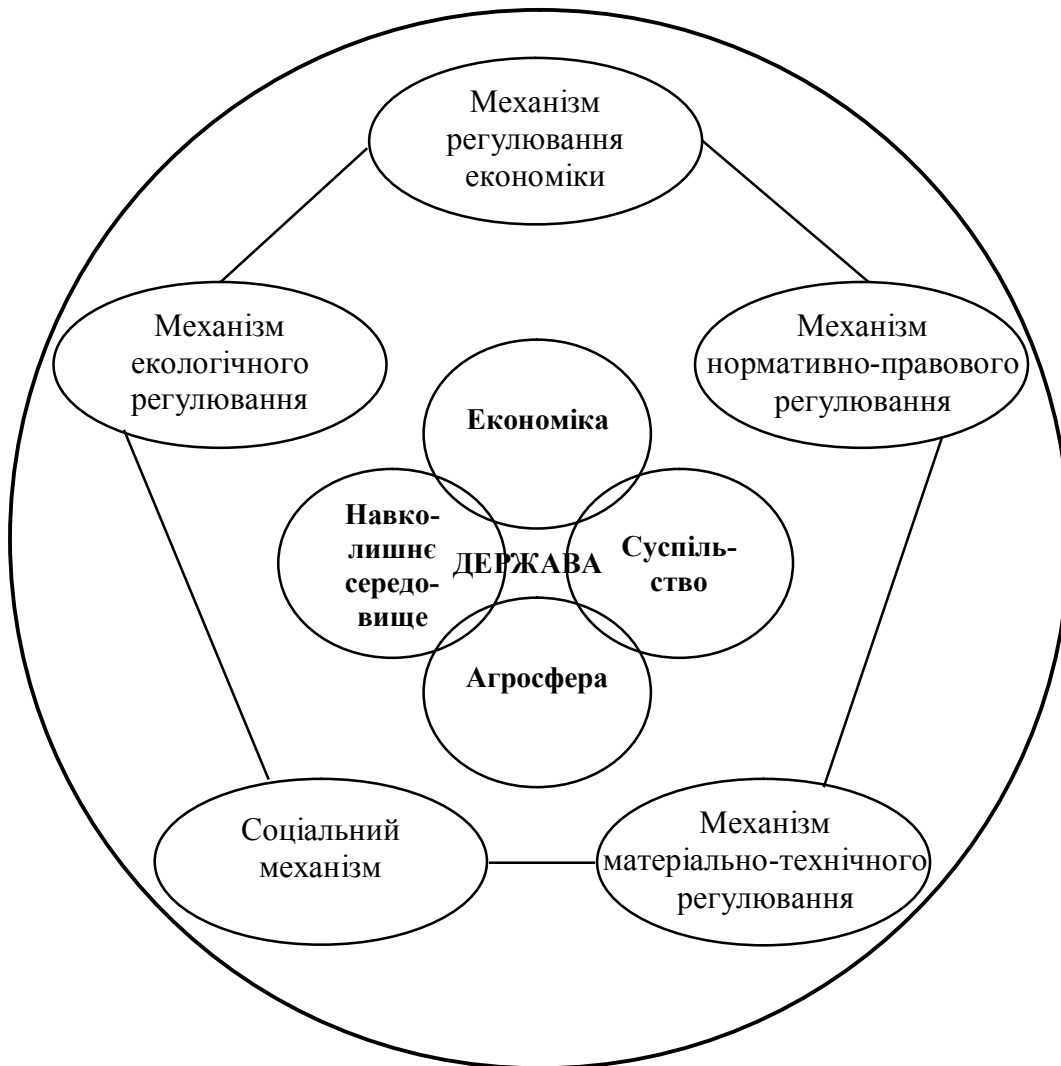 Механізм
регулювання
економіки
Механізм
екологічного
регулювання
Механізм
нормативно-правового
регулювання
Економіка
Навко-
лишнє
середо-
вище
ДЕРЖАВА
Суспіль-
ство
Агросфера
Соціальний
механізм
Механізм
матеріально-технічного
регулювання